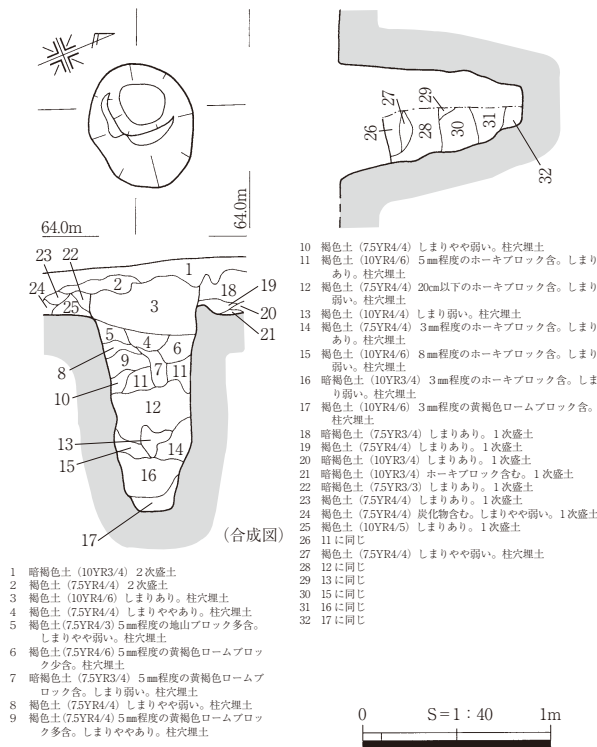 64.0m
64.0m
23
22
24
25
1
2
3
18
19
20
21
4
5
6
7
8
9
10
11
11
12
13
14
15
16
17
(合成図)
26
27
28
29
30
31
32
1 暗褐色土（10YR3/4）２次盛土
2 褐色土（7.5YR4/4）２次盛土
3 褐色土（10YR4/6）しまりあり。柱穴埋土
4 褐色土（7.5YR4/4）しまりややあり。柱穴埋土
5 褐色土（7.5YR4/3）５㎜程度の地山ブロック多含。
しまりやや弱い。柱穴埋土
6 褐色土（7.5YR4/6）５㎜程度の黄褐色ロームブロッ
ク少含。柱穴埋土
7 暗褐色土（7.5YR3/4）５㎜程度の黄褐色ロームブ
ロック含。しまり弱い。柱穴埋土
8 褐色土（7.5YR4/4）しまりやや弱い。柱穴埋土
9 褐色土（7.5YR4/4）５㎜程度の黄褐色ロームブロッ
ク多含。しまりややあり。柱穴埋土
10 褐色土（7.5YR4/4）しまりやや弱い。柱穴埋土
11 褐色土（10YR4/6）５㎜程度のホーキブロック含。しまり
あり。柱穴埋土
12 褐色土（7.5YR4/4）20㎝以下のホーキブロック含。しまり
弱い。柱穴埋土
13 褐色土（10YR4/4）しまり弱い。柱穴埋土
14 褐色土（7.5YR4/4）３㎜程度のホーキブロック含。しまり
あり。柱穴埋土
15 褐色土（10YR4/6）８㎜程度のホーキブロック含。しまり
弱い。柱穴埋土
16 暗褐色土（10YR3/4）３㎜程度のホーキブロック含。しま
り弱い。柱穴埋土
17 褐色土（10YR4/6）３㎜程度の黄褐色ロームブロック含。
柱穴埋土
18 暗褐色土（7.5YR3/4）しまりあり。１次盛土
19 褐色土（7.5YR4/4）しまりあり。１次盛土
20 暗褐色土（10YR3/4）しまりあり。１次盛土
21 暗褐色土（10YR3/4）ホーキブロック含む。１次盛土
22 暗褐色土（7.5YR3/3）しまりあり。１次盛土
23 褐色土（7.5YR4/4）しまりあり。１次盛土
24 褐色土（7.5YR4/4）炭化物含む。しまりやや弱い。１次盛土
25 褐色土（10YR4/5）しまりあり。１次盛土
26 11に同じ
27 褐色土（7.5YR4/4）しまりやや弱い。柱穴埋土
28 12に同じ
29 13に同じ
30 15に同じ
31 16に同じ
32 17に同じ
0 S＝1：40 1m